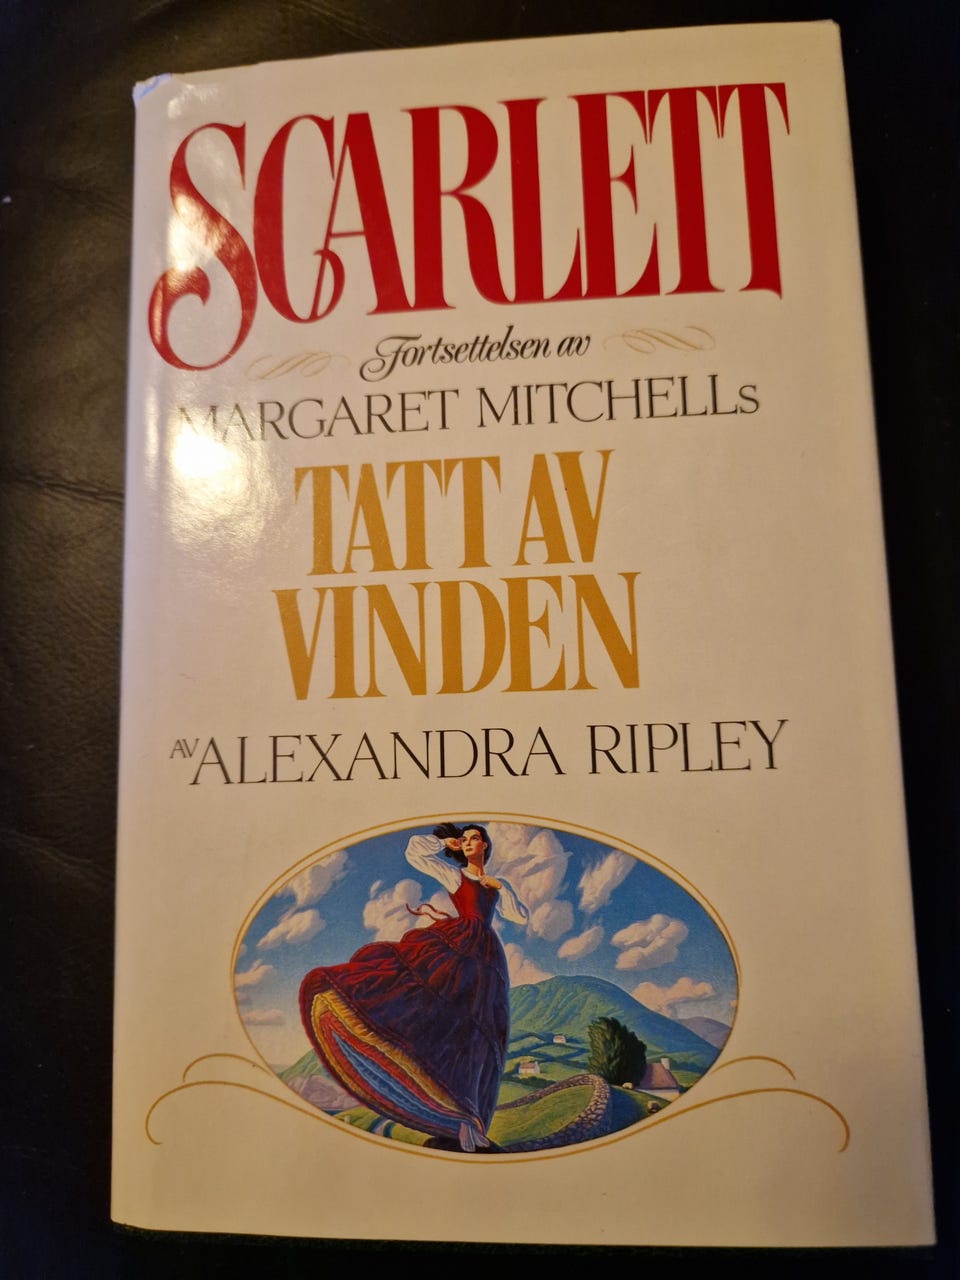 SCARLETT
Fortsettelsen av
MARGARET MITCHELLs
TATT AV
VINDEN
AV ALEXANDRA RIPLEY